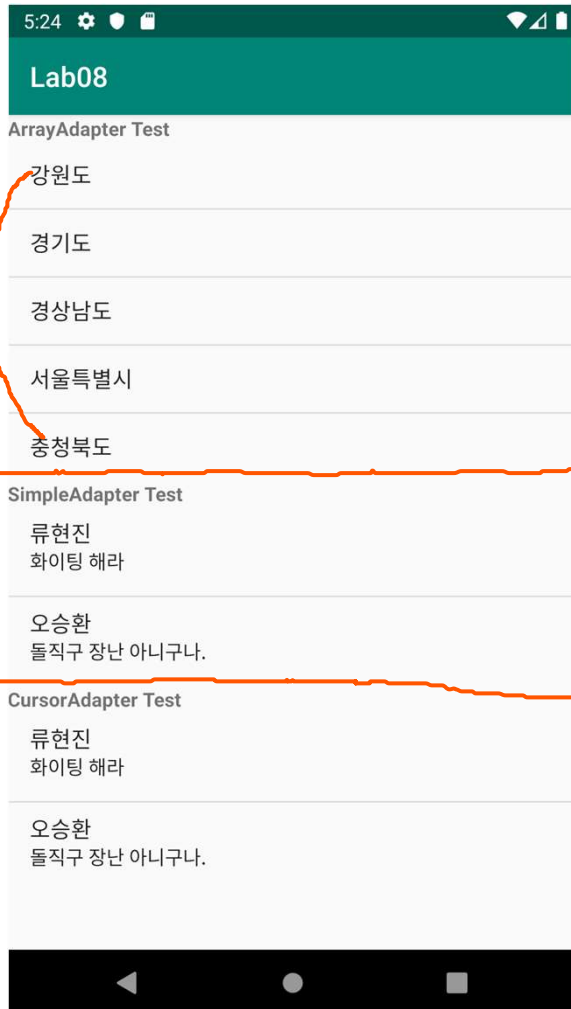 5:24
Lab08
ArrayAdapter Test
강원도
경기도
경상남도
서울특별시
충청북도
SimpleAdapter Test
류현진
화이팅 해라
오승환
돌직구 장난 아니구나.
CursorAdapter Test
류현진
화이팅 해라
오승환
돌직구 장난 아니구나.